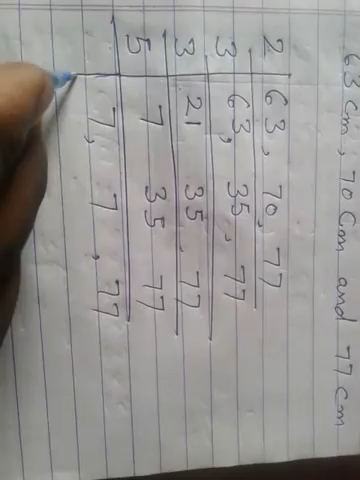 63 cm, 70 cm and 77 cm
2 63, 70, 77
3 63, 35, 77
3 21 35 77
5 7 35 77
7, 7, 77